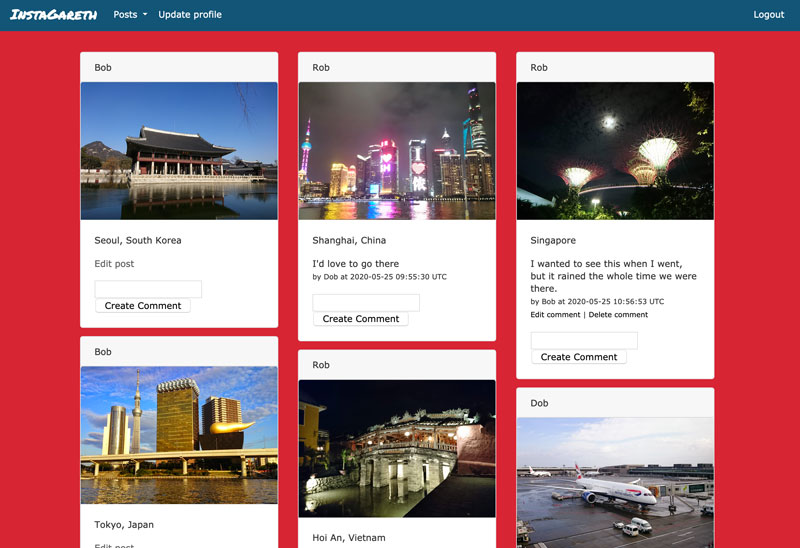 InstaGareth
Posts
Update profile
Logout
Bob
Seoul, South Korea
Edit post
Create Comment
Bob
Tokyo, Japan
Edit post
Rob
Shanghai, China
I'd love to go there
by Dob at 2020-05-25 09:55:30 UTC
Create Comment
Rob
Hoi An, Vietnam
Rob
Singapore
I wanted to see this when I went,
but it rained the whole time we were
there.
by Bob at 2020-05-25 10:56:53 UTC
Edit comment | Delete comment
Create Comment
Dob